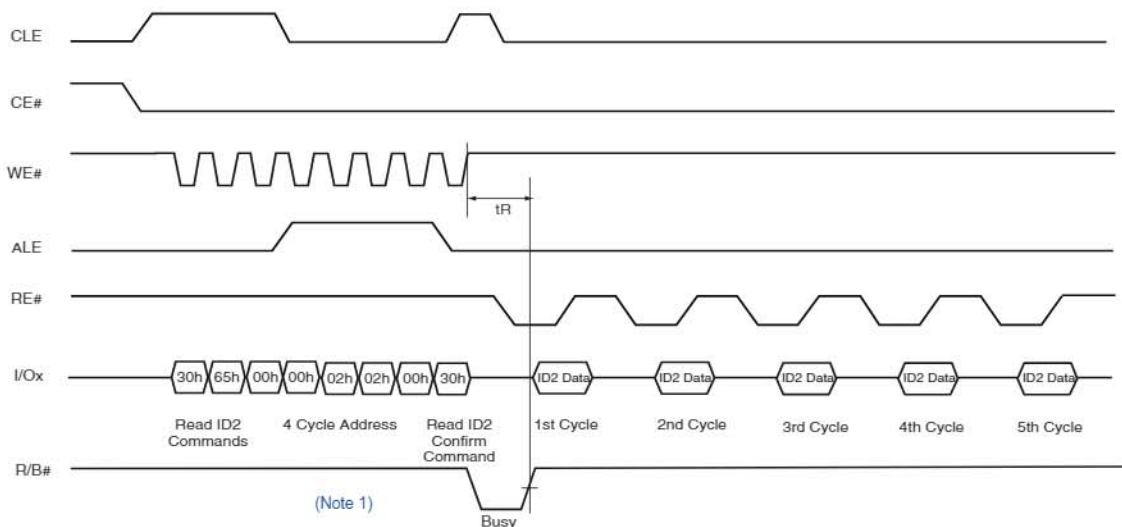 CLE
CE#
WE#
tR
ALE
RE#
I/Ox
30h 65h 00h 00h 02h 02h 00h 30h ID2 Data ID2 Data ID2 Data ID2 Data ID2 Data
Read ID2 Commands
4 Cycle Address
Read ID2 Confirm Command
1st Cycle
2nd Cycle
3rd Cycle
4th Cycle
5th Cycle
R/B#
(Note 1)
Busy